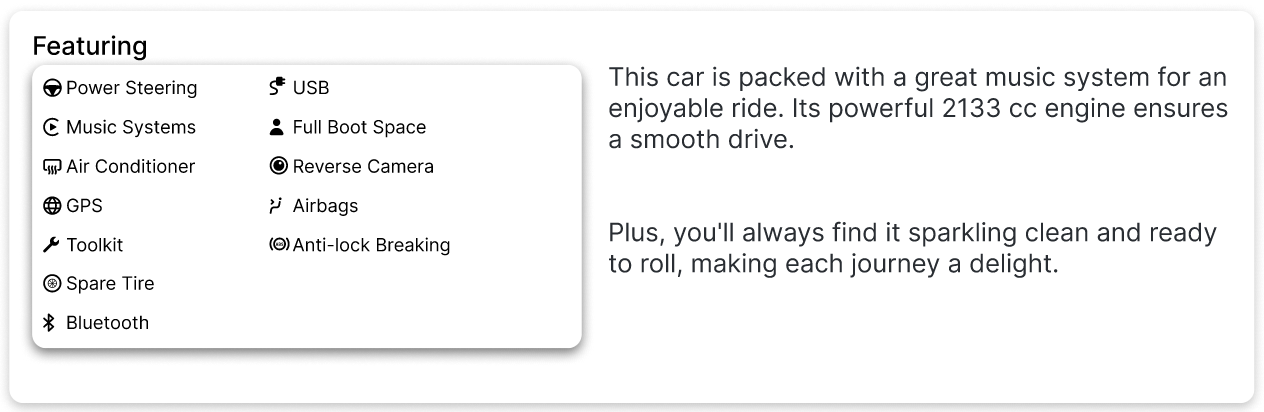 Featuring
Power Steering
Music Systems
Air Conditioner
GPS
Toolkit
Spare Tire
Bluetooth
USB
Full Boot Space
Reverse Camera
Airbags
Anti-lock Breaking
This car is packed with a great music system for an
enjoyable ride. Its powerful 2133 cc engine ensures
a smooth drive.
Plus, you'll always find it sparkling clean and ready
to roll, making each journey a delight.